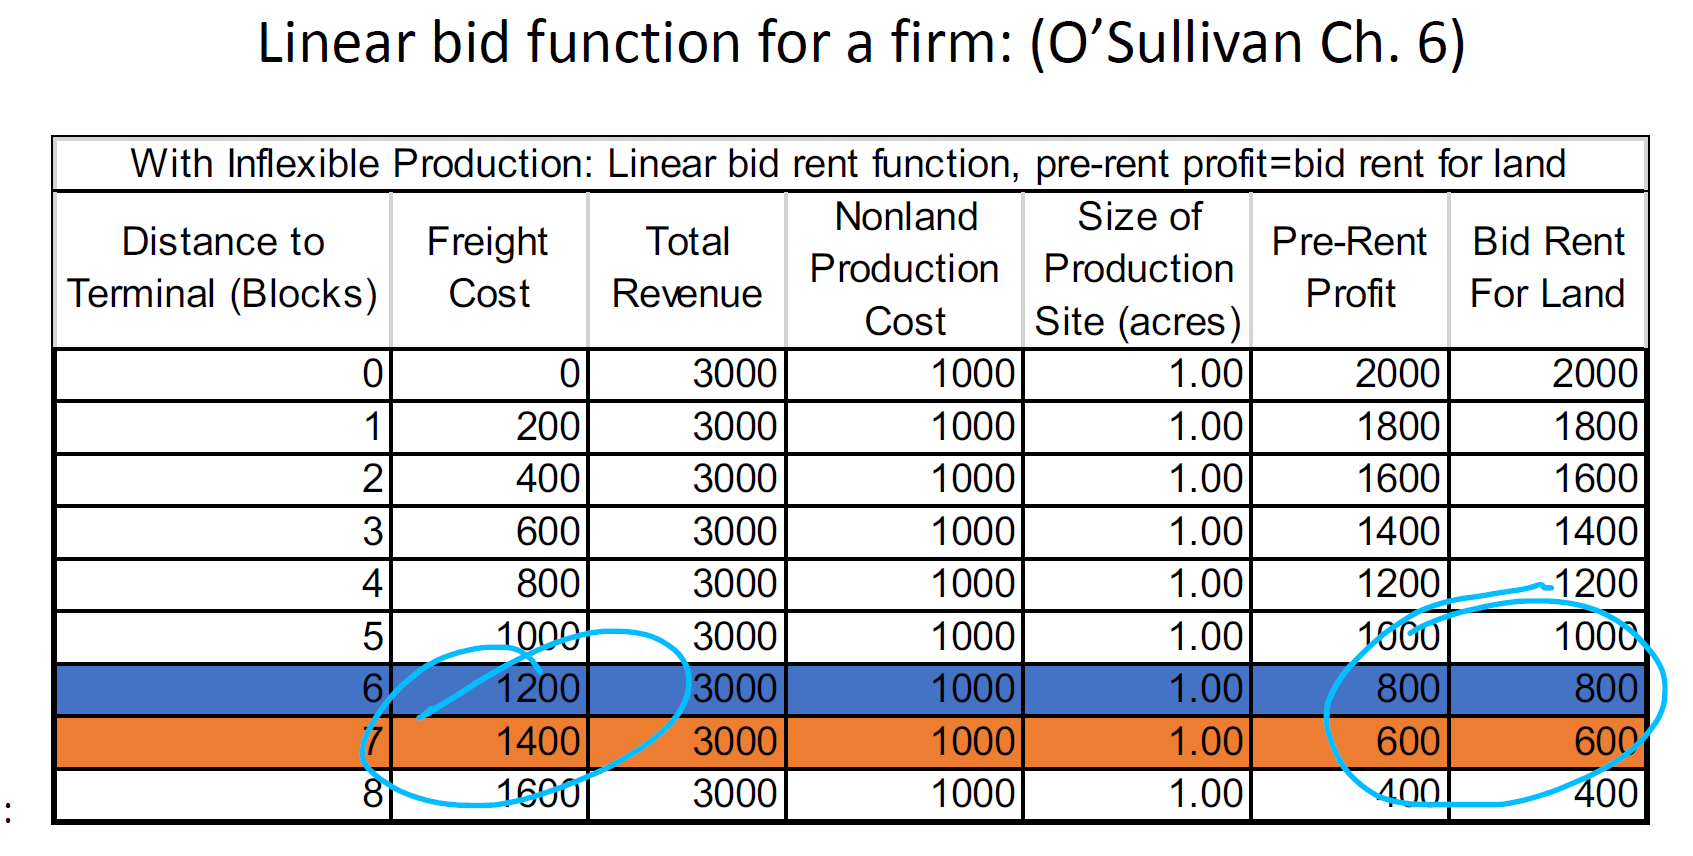 Linear bid function for a firm: (O’Sullivan Ch. 6)
With Inflexible Production: Linear bid rent function, pre-rent profit=bid rent for land
Distance to Terminal (Blocks) Freight Cost Total Revenue Nonland Production Cost Size of Production Site (acres) Pre-Rent Profit Bid Rent For Land
0 0 3000 1000 1.00 2000 2000
1 200 3000 1000 1.00 1800 1800
2 400 3000 1000 1.00 1600 1600
3 600 3000 1000 1.00 1400 1400
4 800 3000 1000 1.00 1200 1200
5 1000 3000 1000 1.00 1000 1000
6 1200 3000 1000 1.00 800 800
7 1400 3000 1000 1.00 600 600
8 1600 3000 1000 1.00 400 400
: